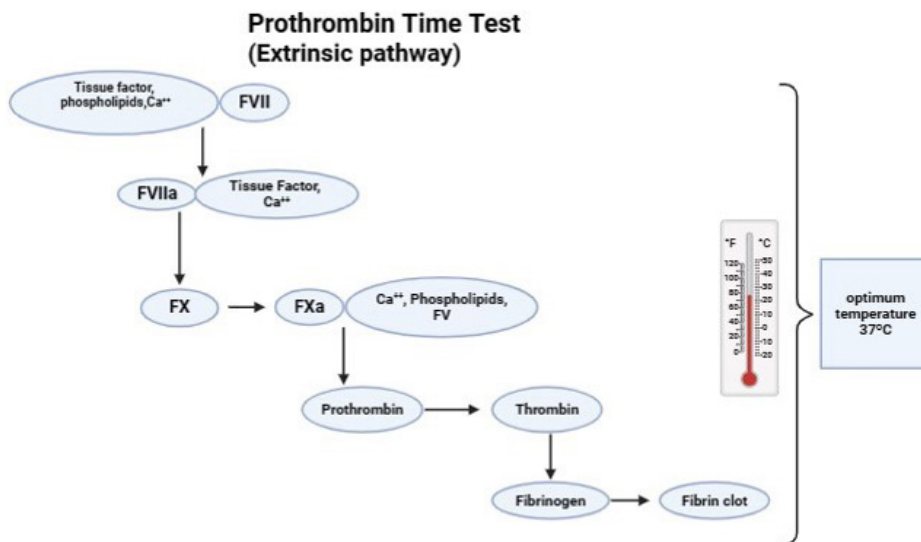 Prothrombin Time Test
(Extrinsic pathway)
Tissue factor,
phospholipids,Ca⁺⁺
FVII
FVIIa
Tissue Factor,
Ca⁺⁺
FX
FXa
Ca⁺⁺, Phospholipids,
FV
Prothrombin
Thrombin
Fibrinogen
Fibrin clot
°F °C
120 50
100 40
80 30
60 20
40 10
20 0
0 10
20
optimum
temperature
37ºC